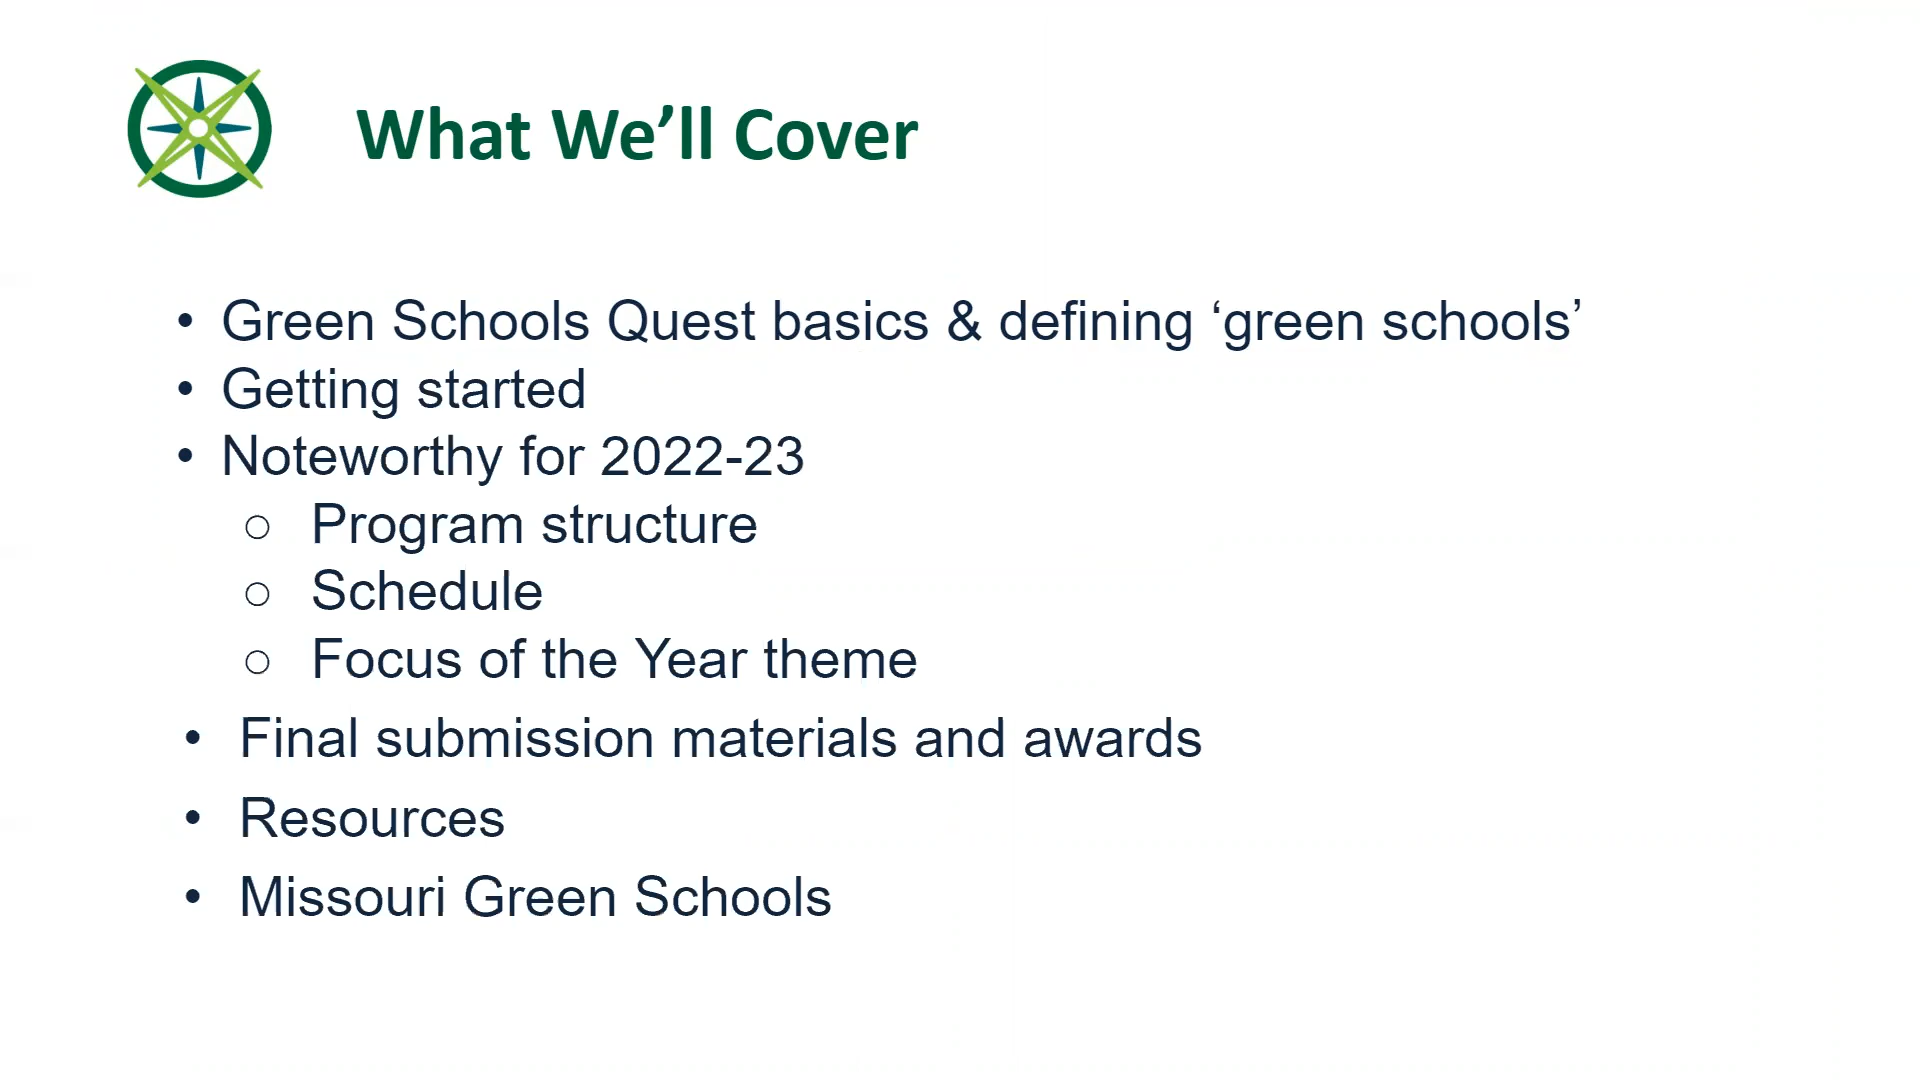 What We’ll Cover
• Green Schools Quest basics & defining ‘green schools’
• Getting started
• Noteworthy for 2022-23
○ Program structure
○ Schedule
○ Focus of the Year theme
• Final submission materials and awards
• Resources
• Missouri Green Schools